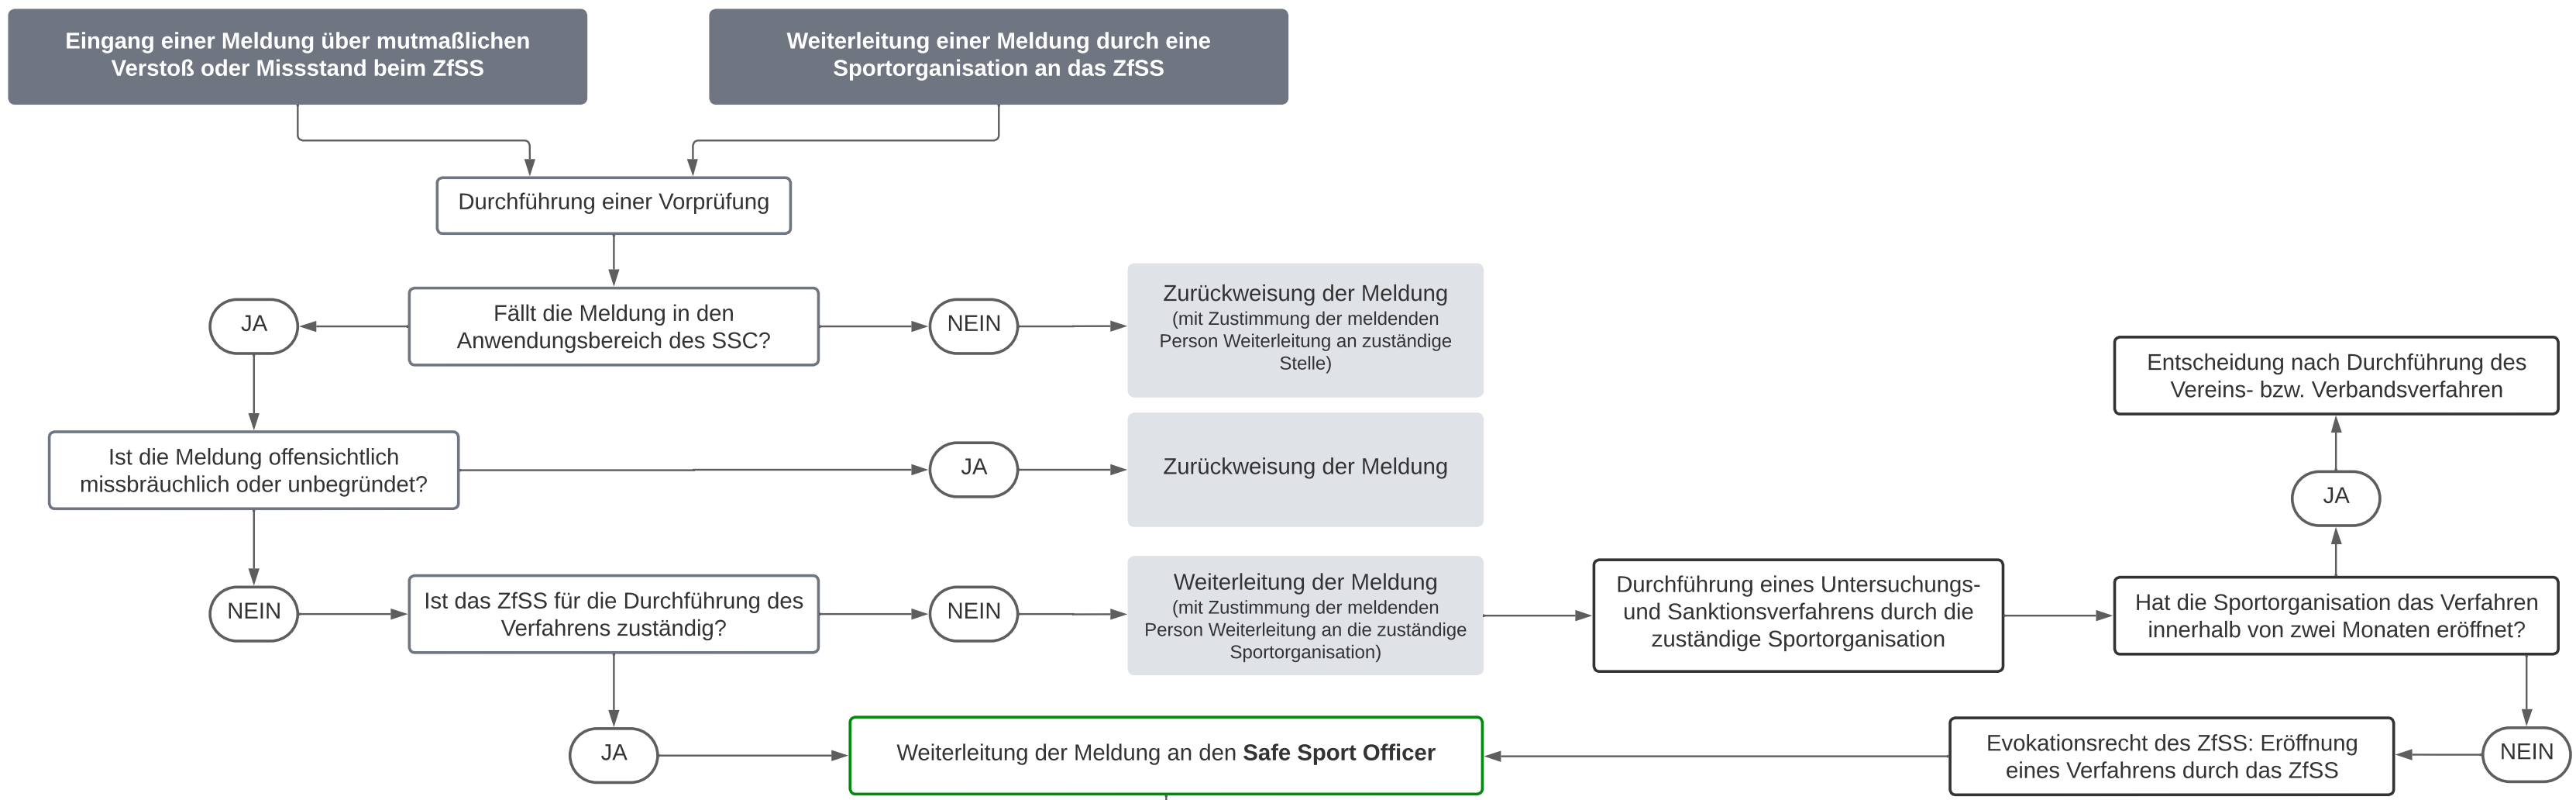 Eingang einer Meldung über mutmaßlichen
Verstoß oder Missstand beim ZfSS
Weiterleitung einer Meldung durch eine
Sportorganisation an das ZfSS
Durchführung einer Vorprüfung
JA
Fällt die Meldung in den
Anwendungsbereich des SSC?
NEIN
Zurückweisung der Meldung
(mit Zustimmung der meldenden
Person Weiterleitung an zuständige
Stelle)
Entscheidung nach Durchführung des
Vereins- bzw. Verbandsverfahren
Ist die Meldung offensichtlich
missbräuchlich oder unbegründet?
JA
Zurückweisung der Meldung
JA
NEIN
Ist das ZfSS für die Durchführung des
Verfahrens zuständig?
NEIN
Weiterleitung der Meldung
(mit Zustimmung der meldenden
Person Weiterleitung an die zuständige
Sportorganisation)
Durchführung eines Untersuchungs-
und Sanktionsverfahrens durch die
zuständige Sportorganisation
Hat die Sportorganisation das Verfahren
innerhalb von zwei Monaten eröffnet?
JA
Weiterleitung der Meldung an den Safe Sport Officer
Evokationsrecht des ZfSS: Eröffnung
eines Verfahrens durch das ZfSS
NEIN